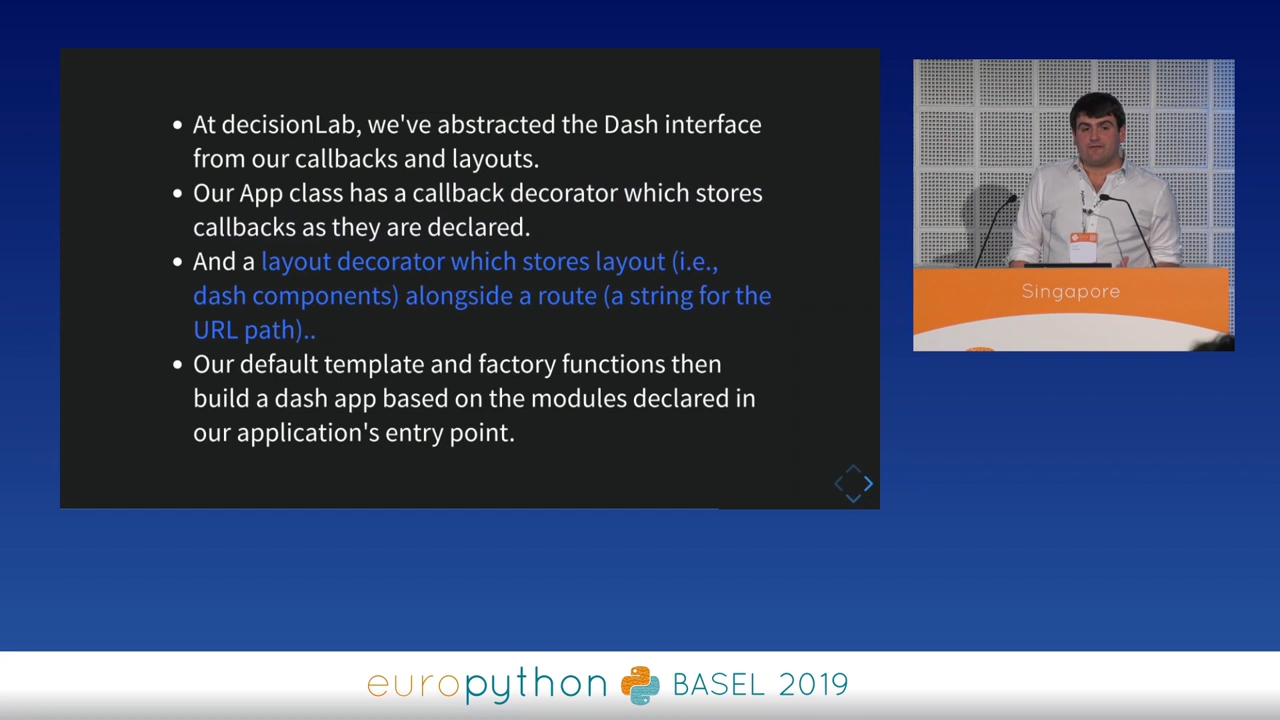 At decisionLab, we've abstracted the Dash interface
from our callbacks and layouts.
Our App class has a callback decorator which stores
callbacks as they are declared.
And a layout decorator which stores layout (i.e.,
dash components) alongside a route (a string for the
URL path)..
Our default template and factory functions then
build a dash app based on the modules declared in
our application's entry point.
Singapore
europython BASEL 2019